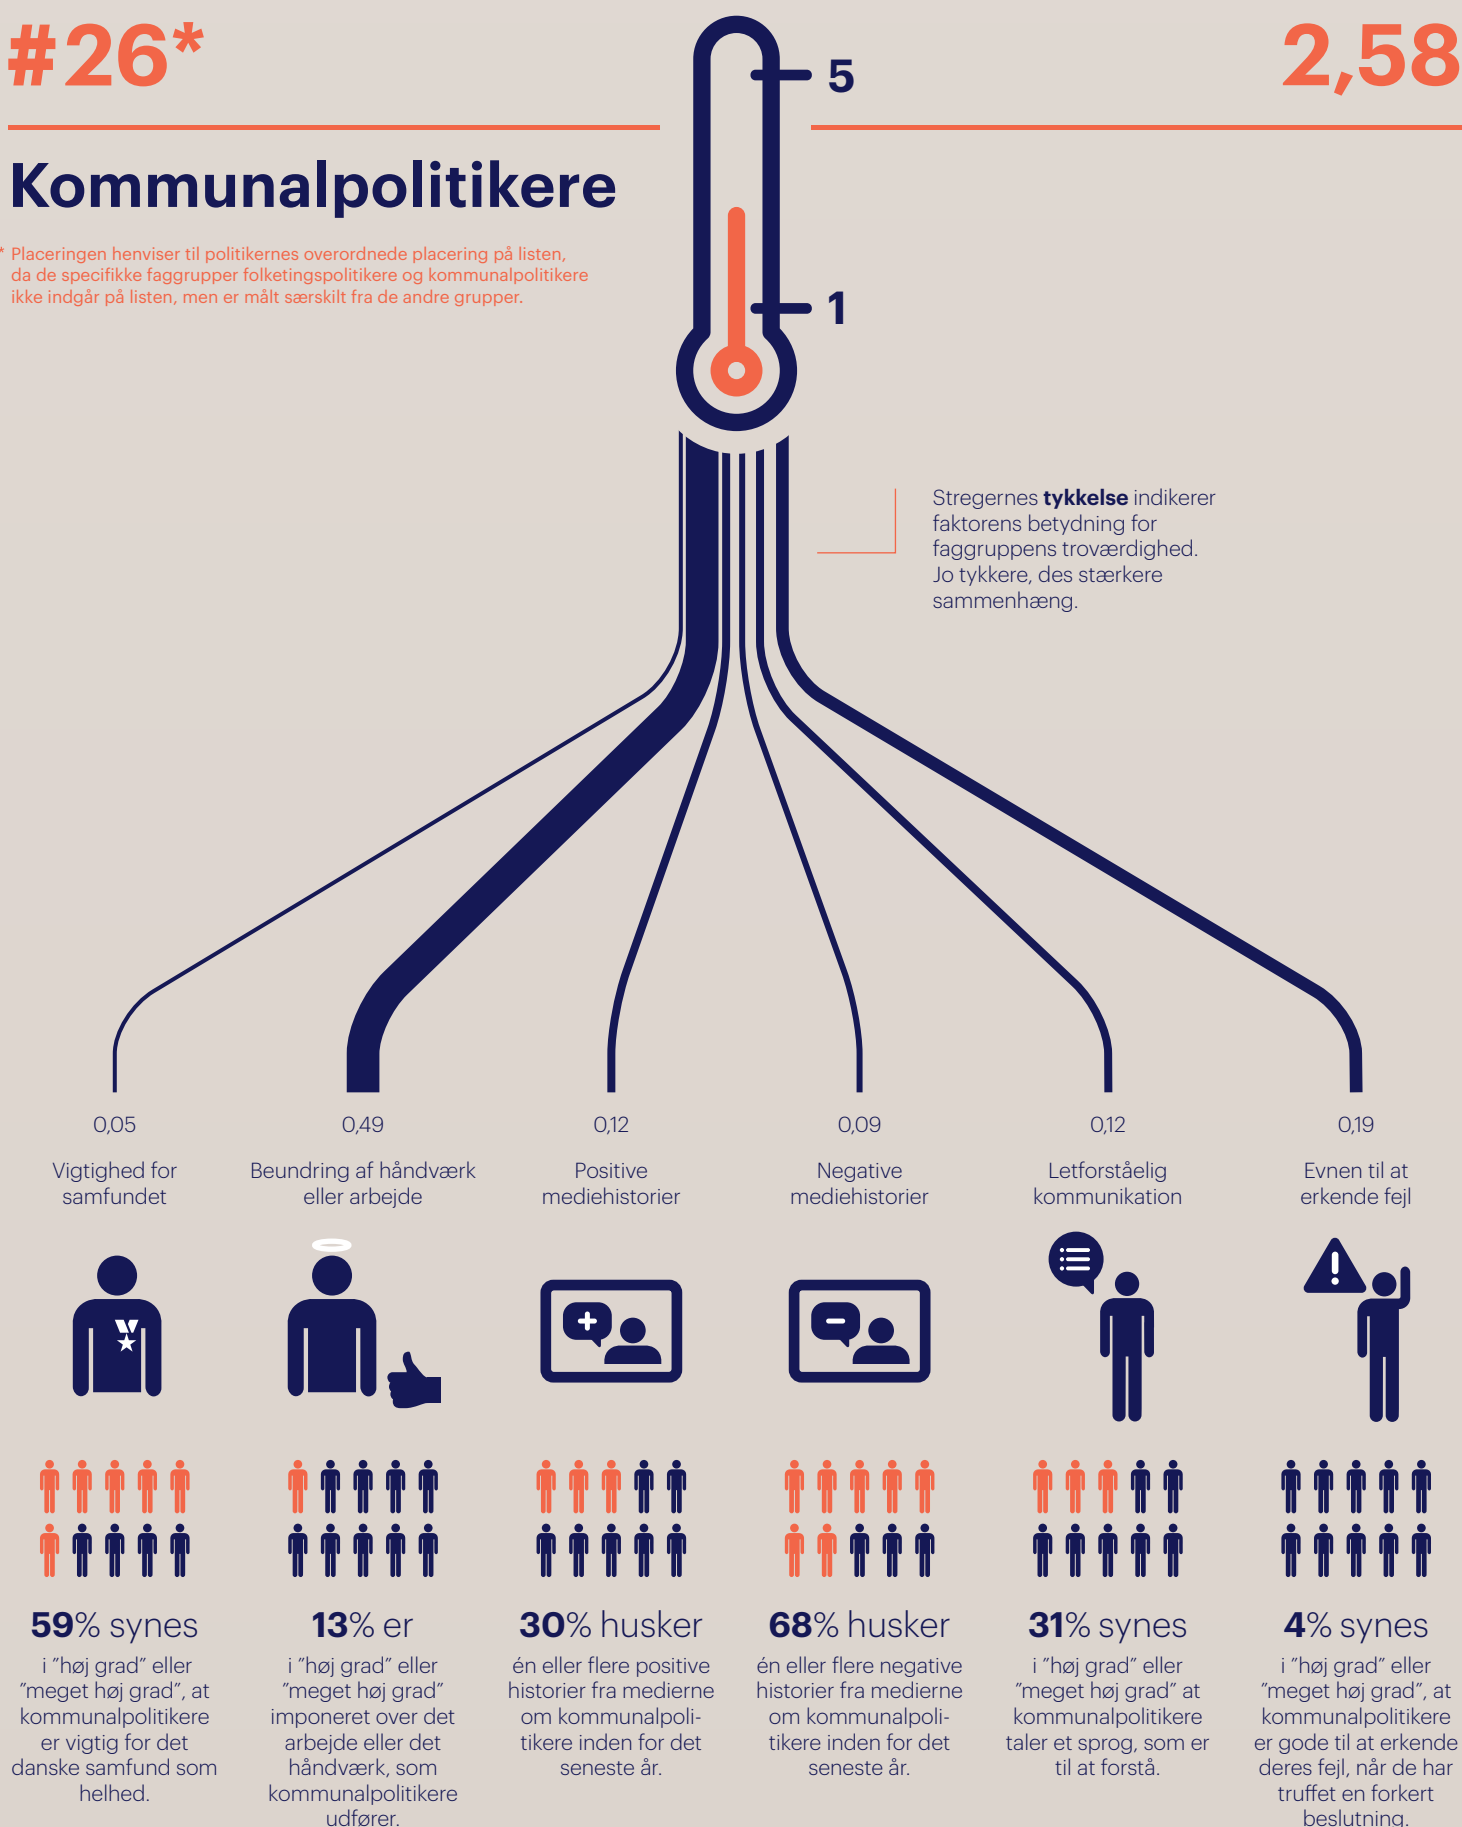 #26*
2,58
5
1
Kommunalpolitikere
* Placeringen henviser til politikernes overordnede placering på listen,
da de specifikke faggrupper folketingspolitikere og kommunalpolitikere
ikke indgår på listen, men er målt særskilt fra de andre grupper.
Stregernes tykkelse indikerer
faktorens betydning for
faggruppens troværdighed.
Jo tykkere, des stærkere
sammenhæng.
0,05
Vigtighed for
samfundet
59% synes
i ”høj grad” eller
”meget høj grad”, at
kommunalpolitikere
er vigtig for det
danske samfund som
helhed.
0,49
Beundring af håndværk
eller arbejde
13% er
i ”høj grad” eller
”meget høj grad”
imponeret over det
arbejde eller det
håndværk, som
kommunalpolitikere
udfører.
0,12
Positive
mediehistorier
30% husker
én eller flere positive
historier fra medierne
om kommunalpoli-
tikere inden for det
seneste år.
0,09
Negative
mediehistorier
68% husker
én eller flere negative
historier fra medierne
om kommunalpoli-
tikere inden for det
seneste år.
0,12
Letforståelig
kommunikation
31% synes
i ”høj grad” eller
”meget høj grad” at
kommunalpolitikere
taler et sprog, som er
til at forstå.
0,19
Evnen til at
erkende fejl
4% synes
i ”høj grad” eller
”meget høj grad”, at
kommunalpolitikere
er gode til at erkende
deres fejl, når de har
truffet en forkert
beslutning.